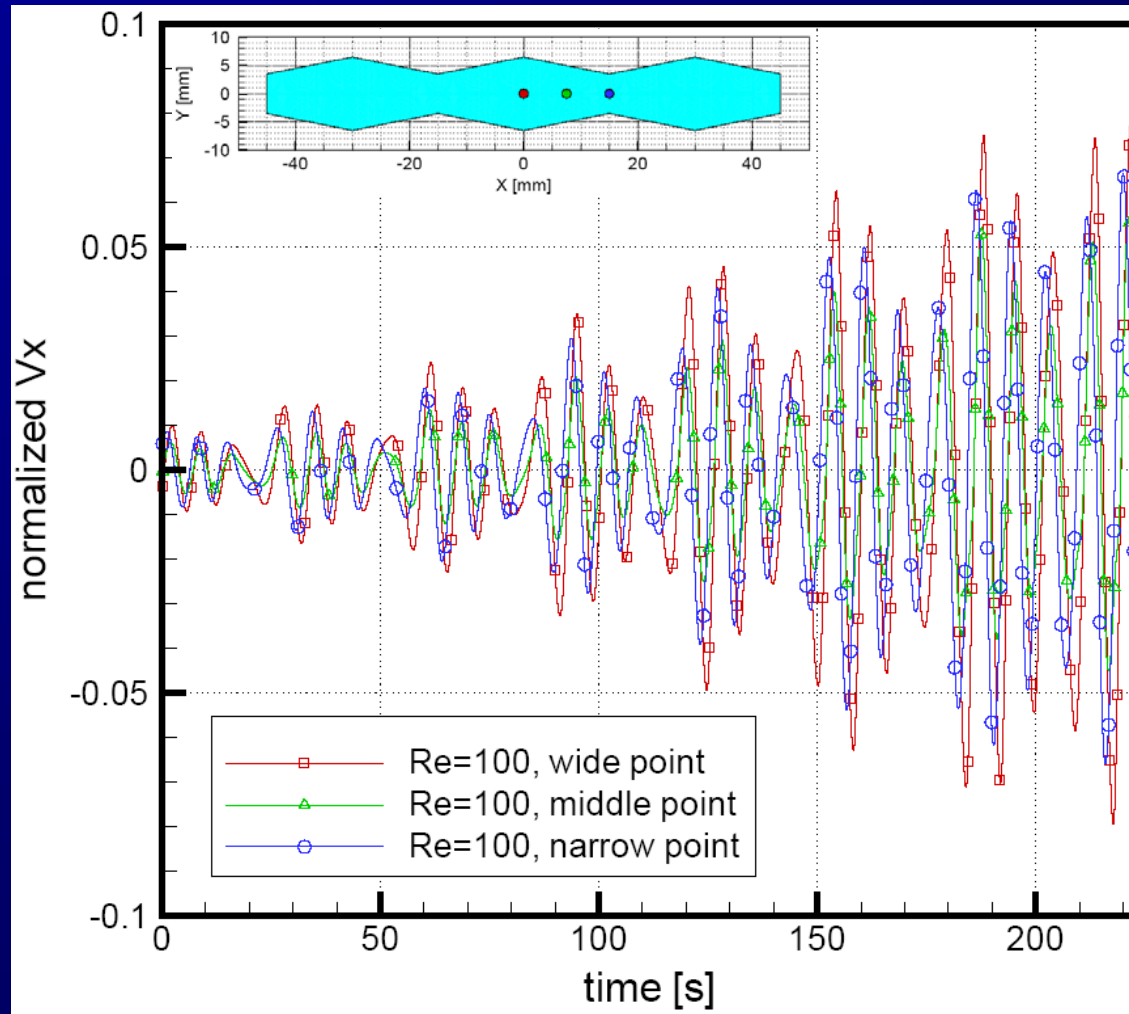 0.1
10
5
0
-5
-10
Y [mm]
-40 -20 0 20 40
X [mm]
0.05
0
-0.05
-0.1
normalized Vx
Re=100, wide point
Re=100, middle point
Re=100, narrow point
0 50 100 150 200
time [s]